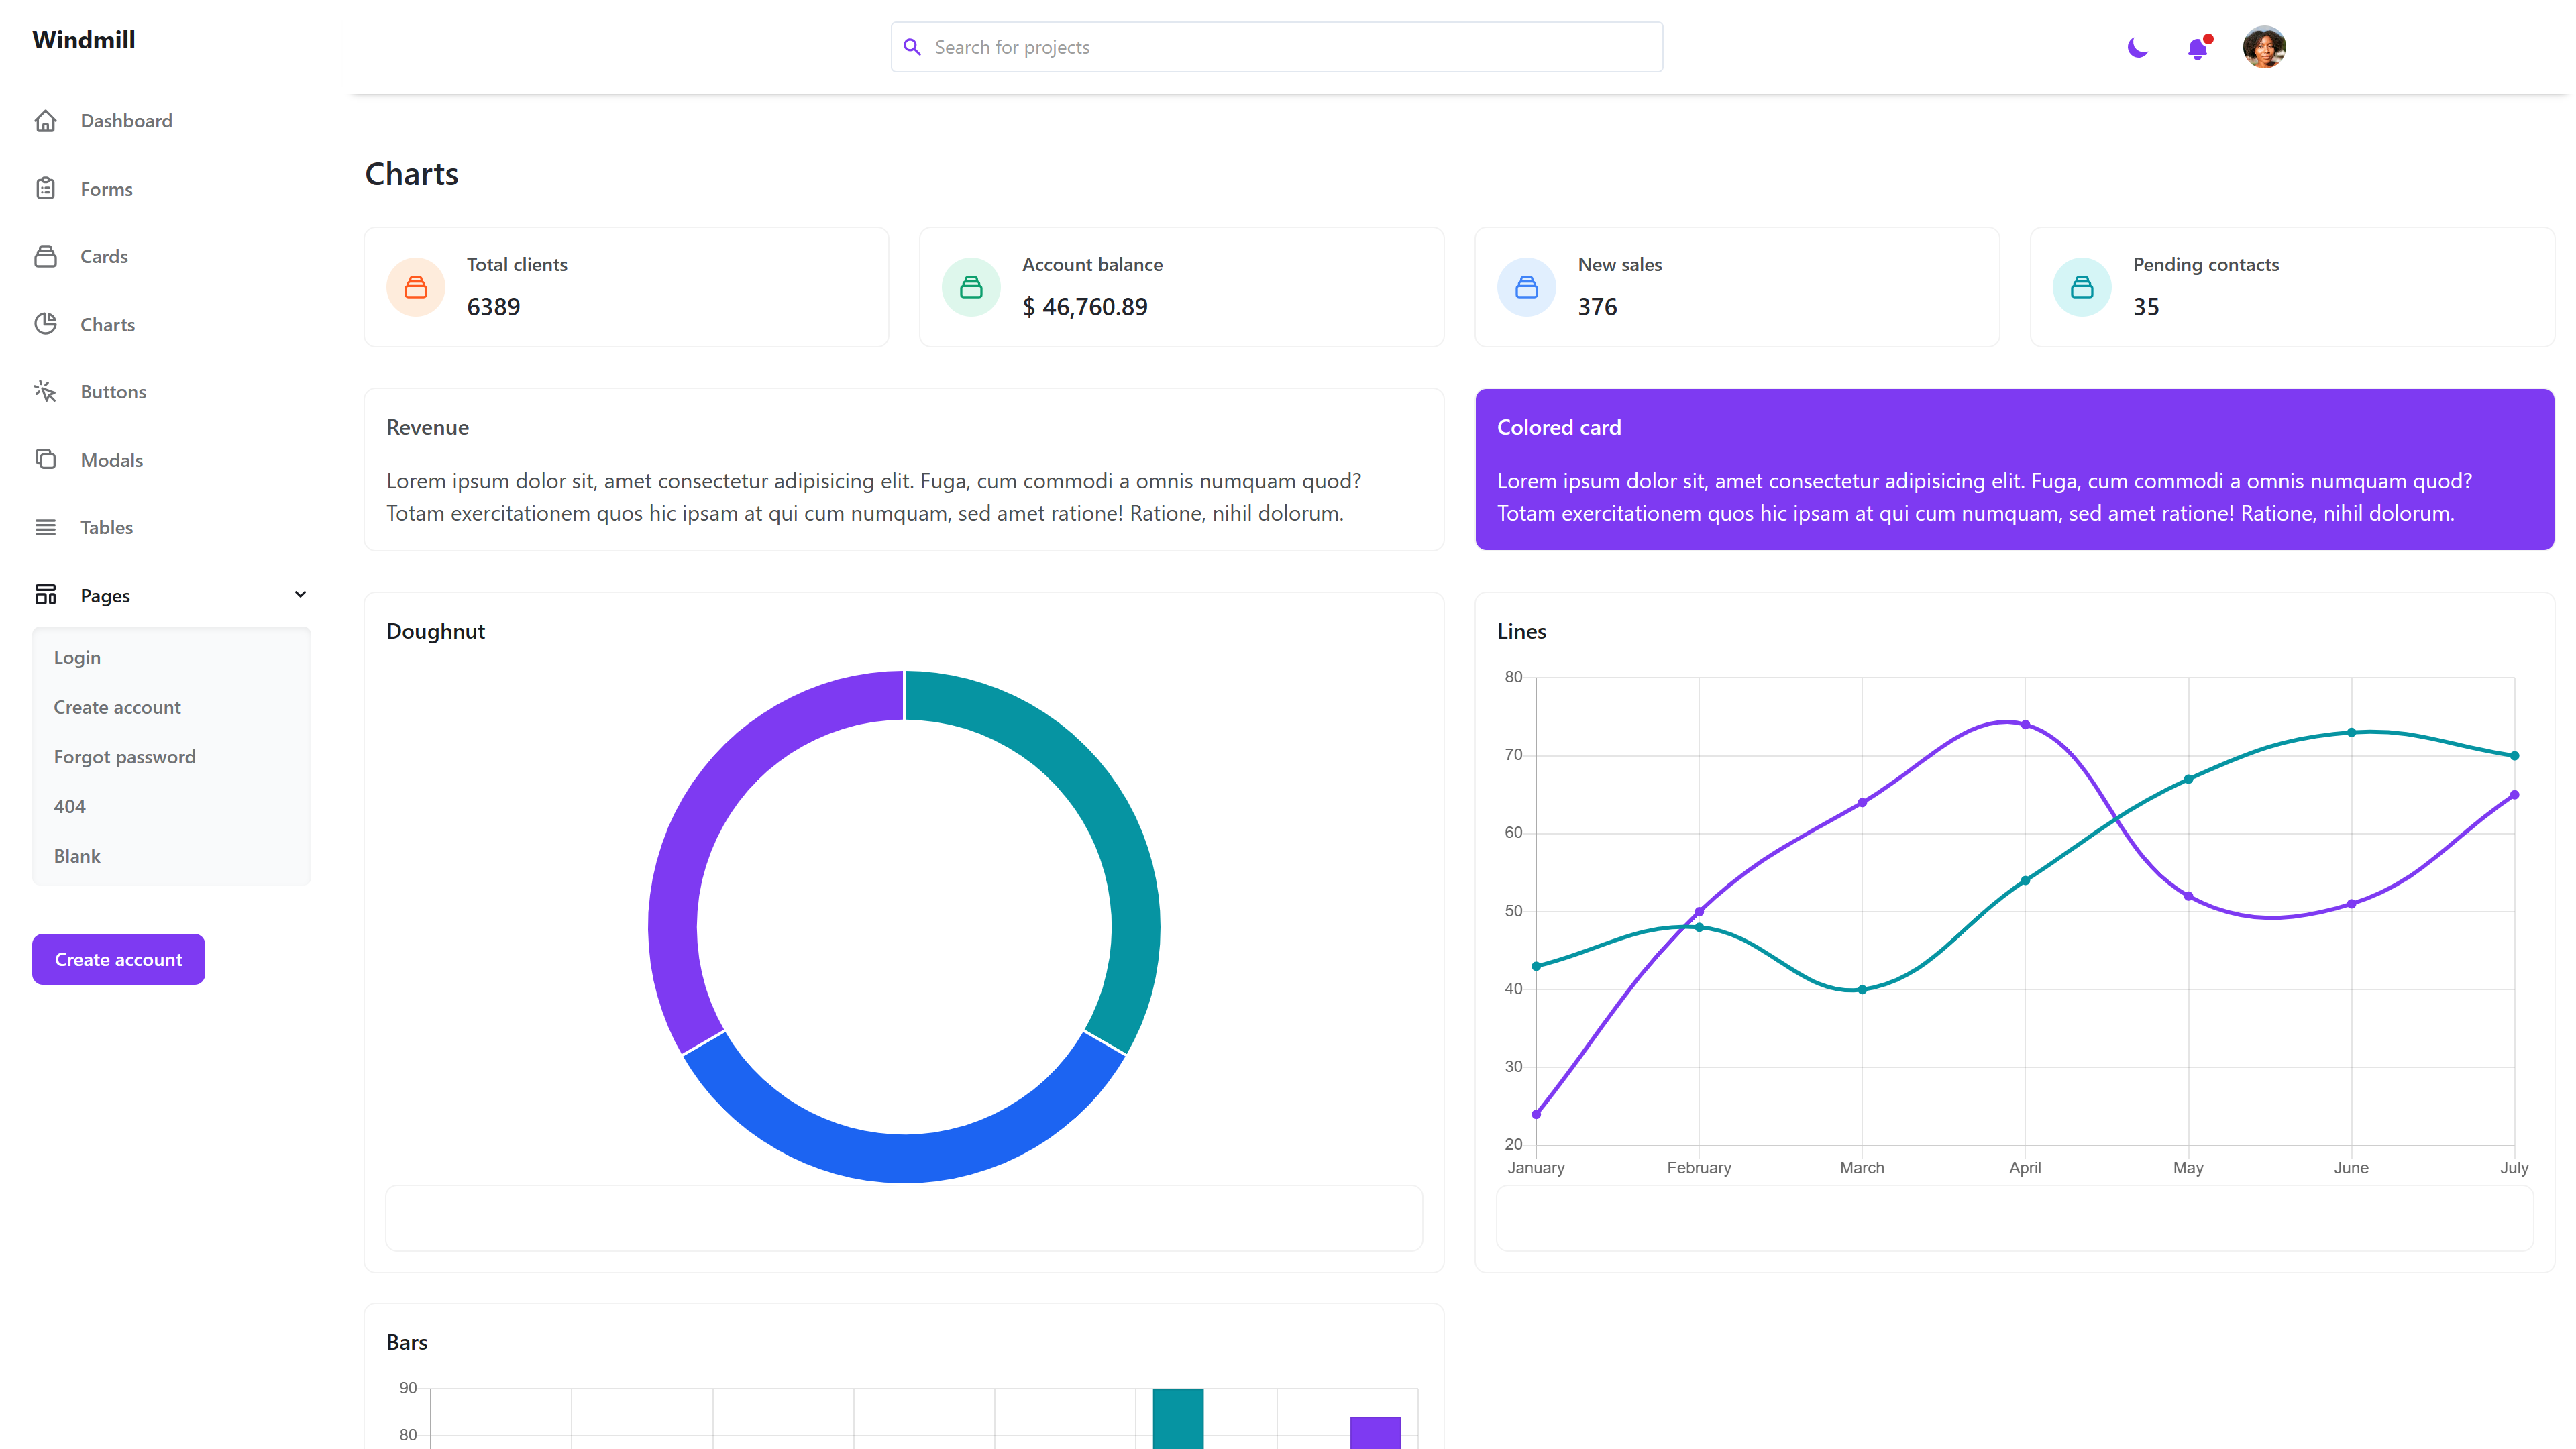 Windmill
Search for projects
Dashboard
Forms
Cards
Charts
Buttons
Modals
Tables
Pages
Login
Create account
Forgot password
404
Blank
Create account
Charts
Total clients
6389
Account balance
$ 46,760.89
New sales
376
Pending contacts
35
Revenue
Lorem ipsum dolor sit, amet consectetur adipisicing elit. Fuga, cum commodi a omnis numquam quod?
Totam exercitationem quos hic ipsam at qui cum numquam, sed amet ratione! Ratione, nihil dolorum.
Colored card
Lorem ipsum dolor sit, amet consectetur adipisicing elit. Fuga, cum commodi a omnis numquam quod?
Totam exercitationem quos hic ipsam at qui cum numquam, sed amet ratione! Ratione, nihil dolorum.
Doughnut
Lines
80
70
60
50
40
30
20
January February March April May June July
Bars
90
80